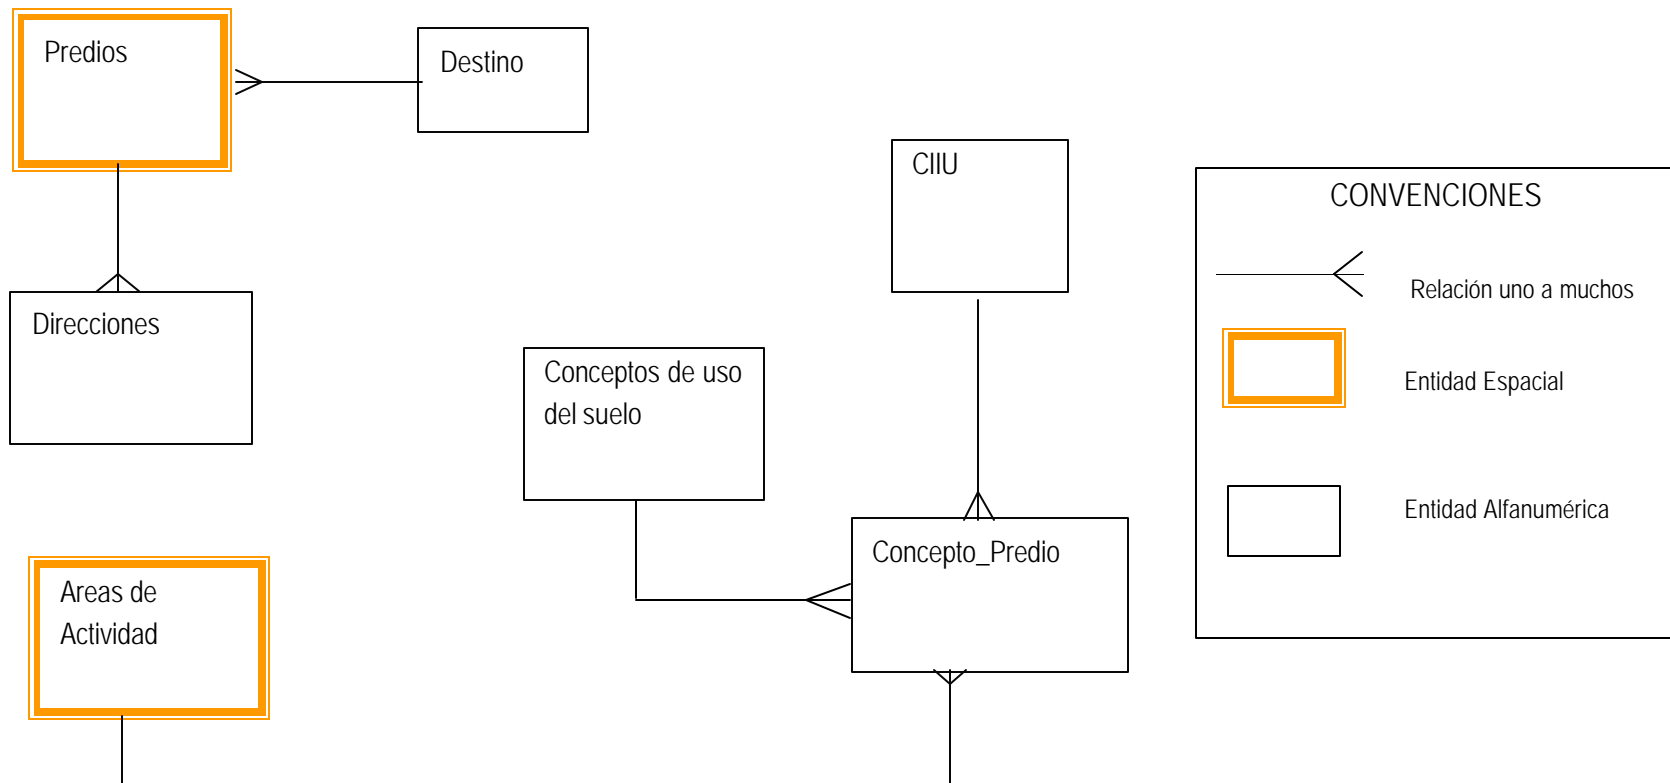 Predios
Destino
CIIU
CONVENCIONES
Relación uno a muchos
Direcciones
Conceptos de uso
del suelo
Entidad Espacial
Entidad Alfanumérica
Concepto_Predio
Areas de
Actividad